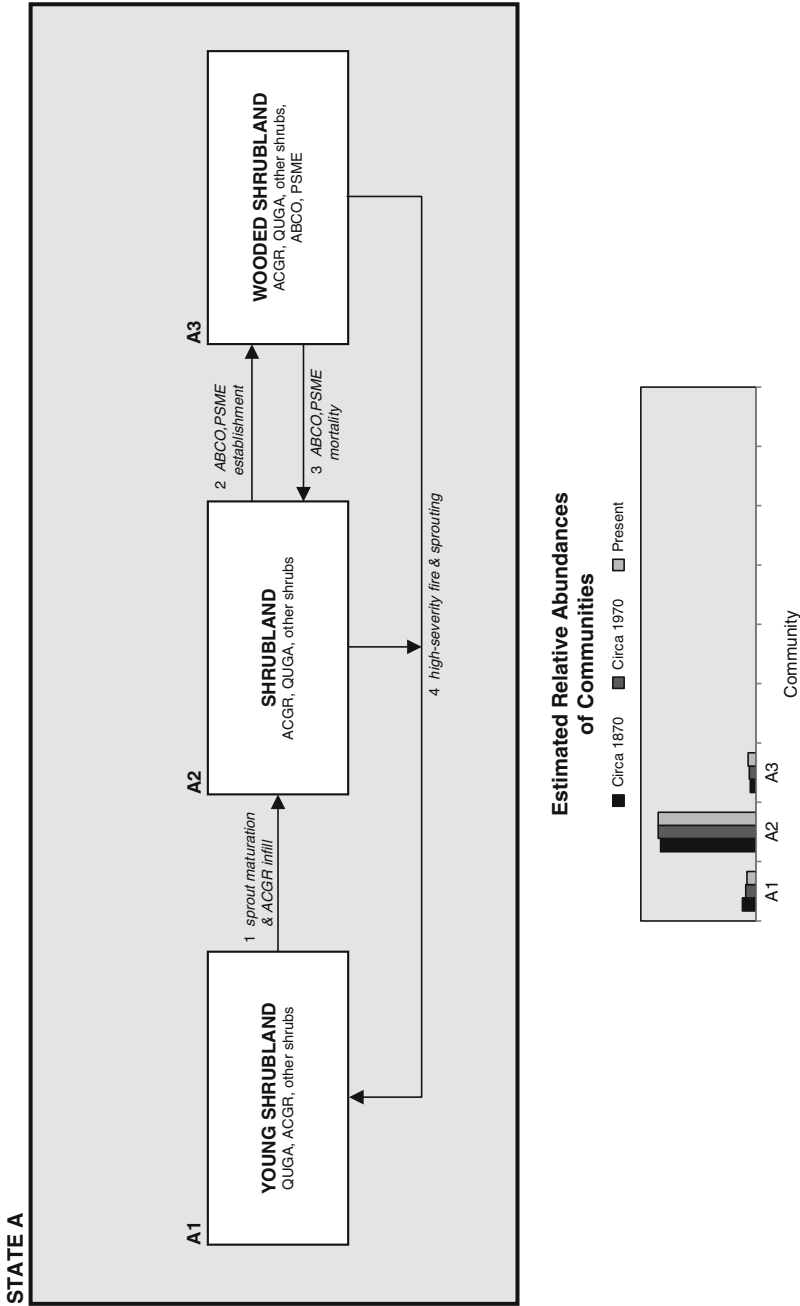 STATE A
A1
YOUNG SHRUBLAND
QUGA, ACGR, other shrubs
1 sprout maturation
& ACGR infill
A2
SHRUBLAND
ACGR, QUGA, other shrubs
2 ABCO,PSME
establishment
3 ABCO,PSME
mortality
A3
WOODED SHRUBLAND
ACGR, QUGA, other shrubs,
ABCO, PSME
4 high-severity fire & sprouting
Estimated Relative Abundances
of Communities
Circa 1870 Circa 1970 Present
A1 A2 A3
Community